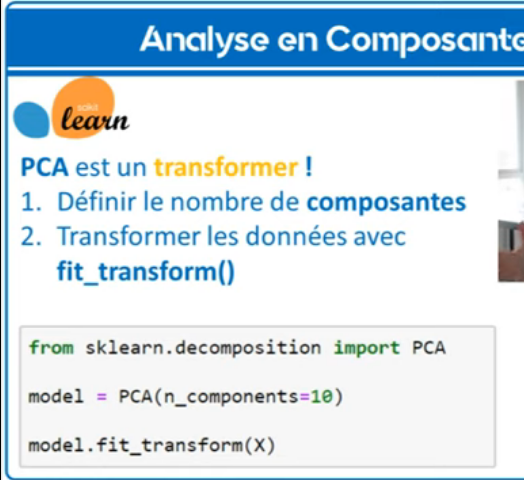 Analyse en Composante
scikit
learn
PCA est un transformer !
1. Définir le nombre de composantes
2. Transformer les données avec
fit_transform()
from sklearn.decomposition import PCA
model = PCA(n_components=10)
model.fit_transform(X)